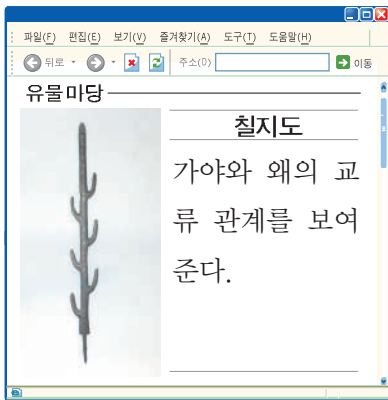 파일(F) 편집(E) 보기(V) 즐겨찾기(A) 도구(T) 도움말(H)
뒤로 주소(D) 이동
유물마당
칠지도
가야와 왜의 교
류 관계를 보여
준다.